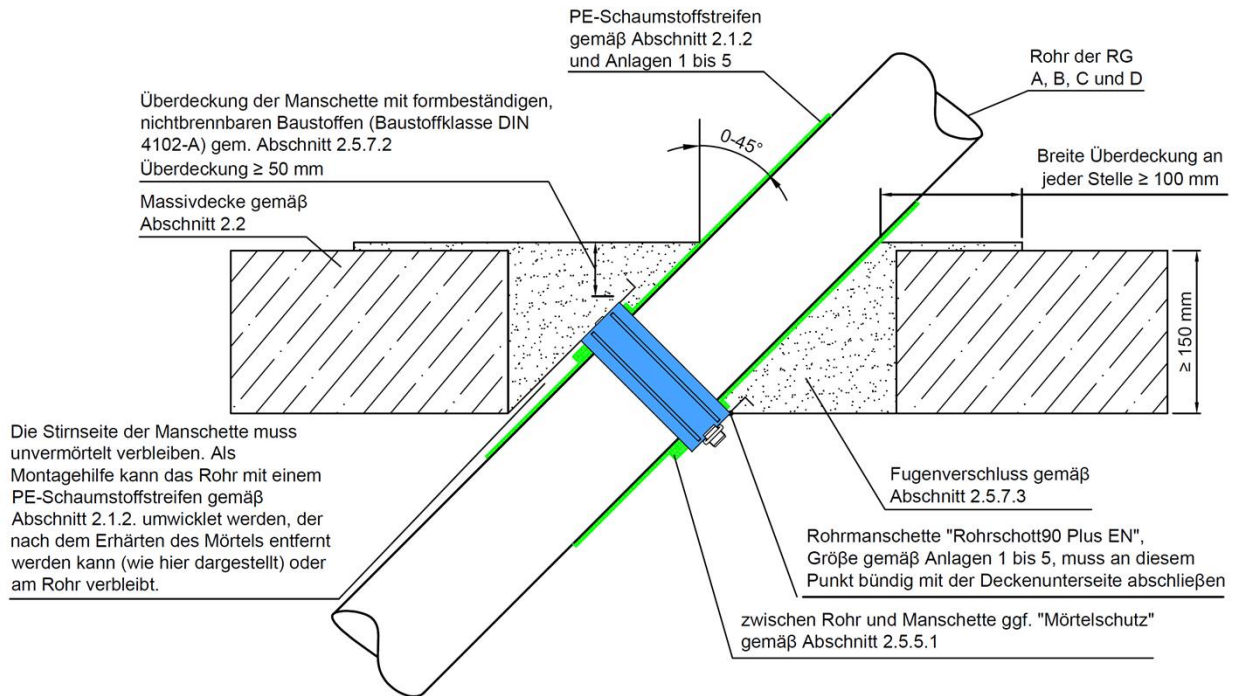 PE-Schaumstoffstreifen
gemäß Abschnitt 2.1.2
und Anlagen 1 bis 5
Rohr der RG
A, B, C und D
Überdeckung der Manschette mit formbeständigen,
nichtbrennbaren Baustoffen (Baustoffklasse DIN
4102-A) gem. Abschnitt 2.5.7.2
Überdeckung ≥ 50 mm
0-45°
Breite Überdeckung an
jeder Stelle ≥ 100 mm
Massivdecke gemäß
Abschnitt 2.2
≥ 150 mm
Die Stirnseite der Manschette muss
unvermörtelt verbleiben. Als
Montagehilfe kann das Rohr mit einem
PE-Schaumstoffstreifen gemäß
Abschnitt 2.1.2. umwicklet werden, der
nach dem Erhärten des Mörtels entfernt
werden kann (wie hier dargestellt) oder
am Rohr verbleibt.
Fugenverschluss gemäß
Abschnitt 2.5.7.3
Rohrmanschette "Rohrschott90 Plus EN",
Größe gemäß Anlagen 1 bis 5, muss an diesem
Punkt bündig mit der Deckenunterseite abschließen
zwischen Rohr und Manschette ggf. "Mörtelschutz"
gemäß Abschnitt 2.5.5.1